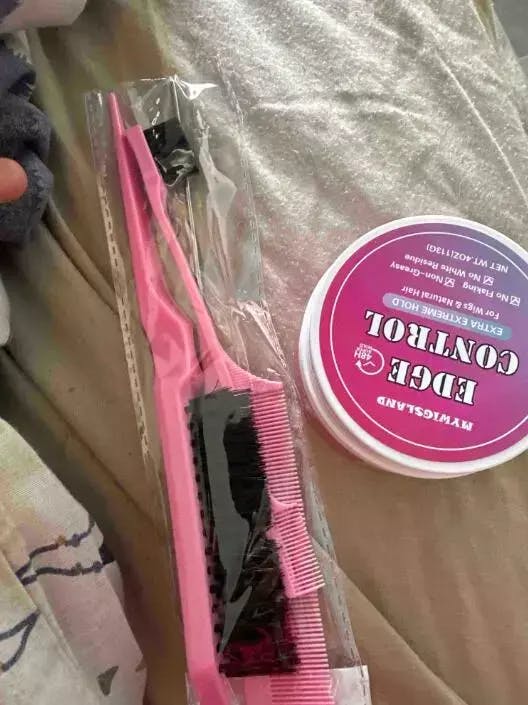 MYWIGSLAND
EDGE
CONTROL
48H
EXTRA EXTREME HOLD
For Wigs & Natural Hair
No Flaking Non-Greasy
No White Residue
NET WT.4OZ(113G)